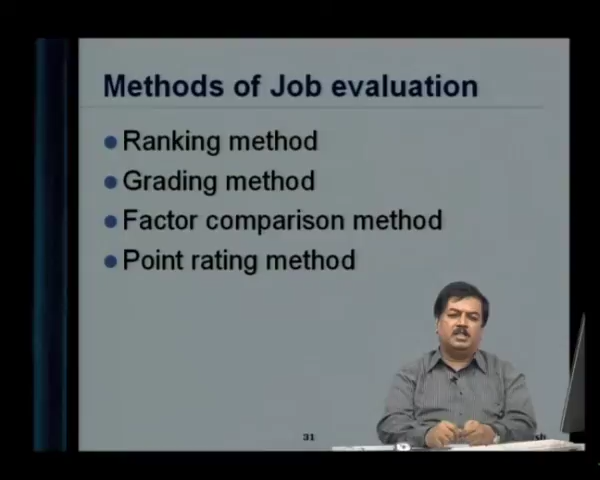 Methods of Job evaluation
Ranking method
Grading method
Factor comparison method
Point rating method
31